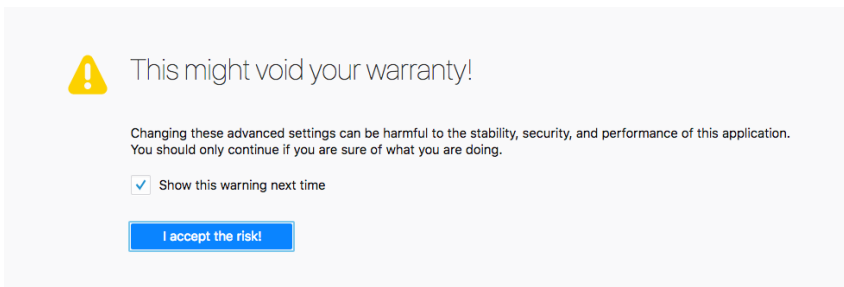 This might void your warranty!
Changing these advanced settings can be harmful to the stability, security, and performance of this application.
You should only continue if you are sure of what you are doing.
Show this warning next time
I accept the risk!